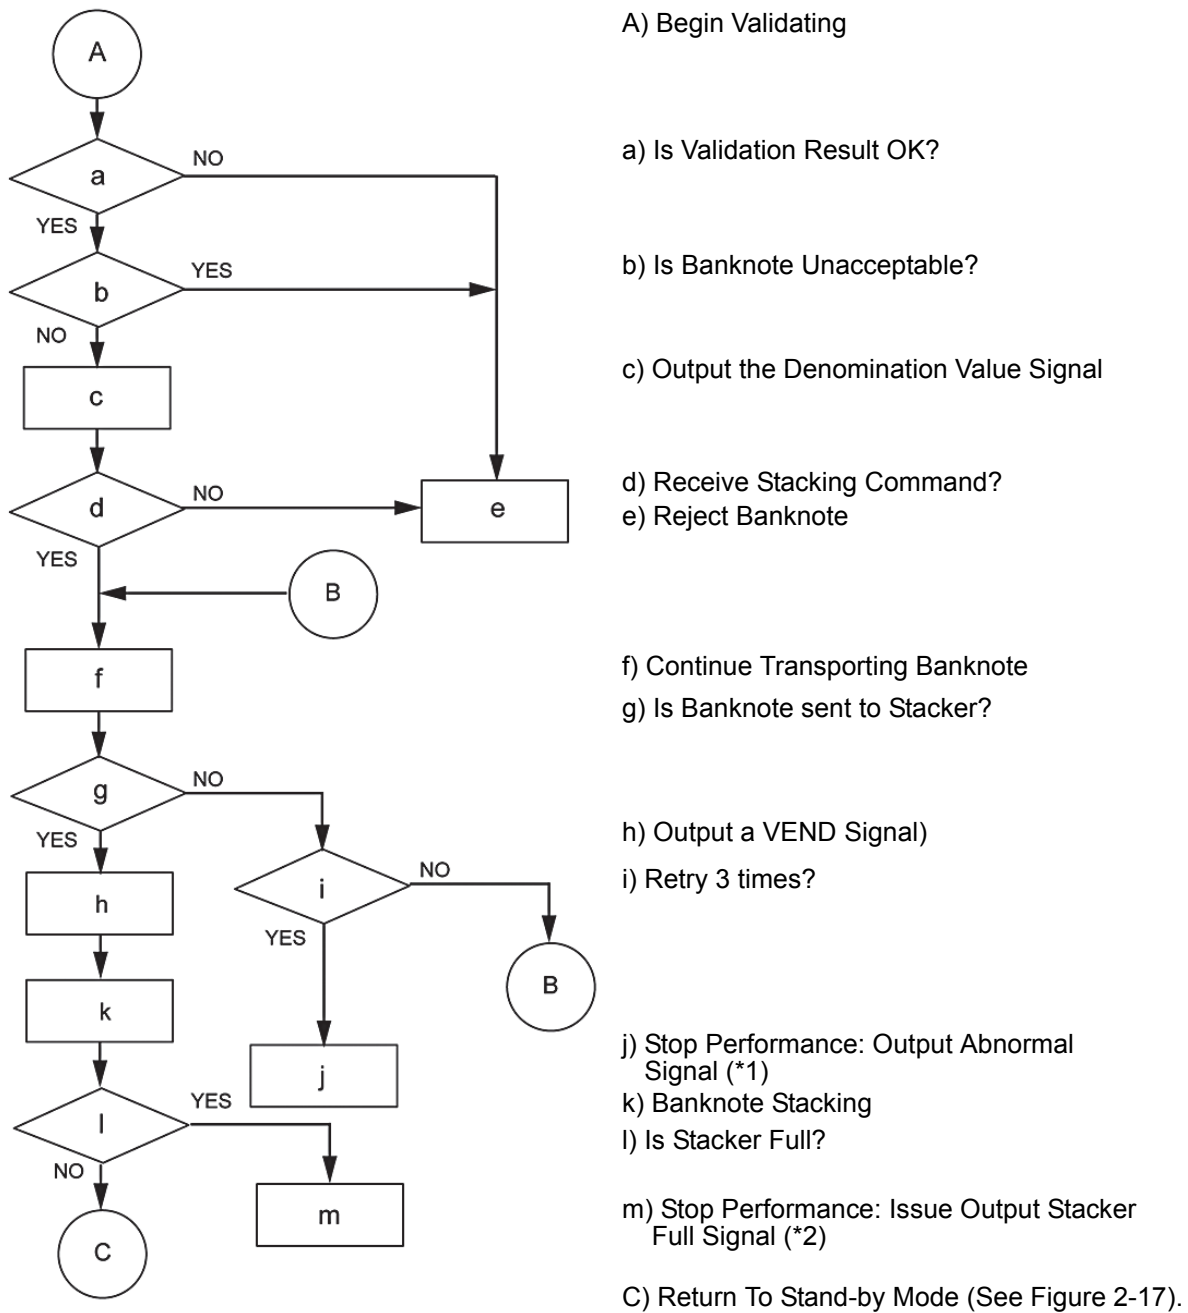 A
A) Begin Validating
a
NO
YES
a) Is Validation Result OK?
b
YES
NO
b) Is Banknote Unacceptable?
c
c) Output the Denomination Value Signal
d
NO
YES
e
d) Receive Stacking Command?
e) Reject Banknote
B
f
f) Continue Transporting Banknote
g) Is Banknote sent to Stacker?
g
NO
YES
h) Output a VEND Signal)
i) Retry 3 times?
h
i
NO
YES
B
k
j
j) Stop Performance: Output Abnormal
Signal (*1)
k) Banknote Stacking
l) Is Stacker Full?
l
YES
NO
m
m) Stop Performance: Issue Output Stacker
Full Signal (*2)
C
C) Return To Stand-by Mode (See Figure 2-17).